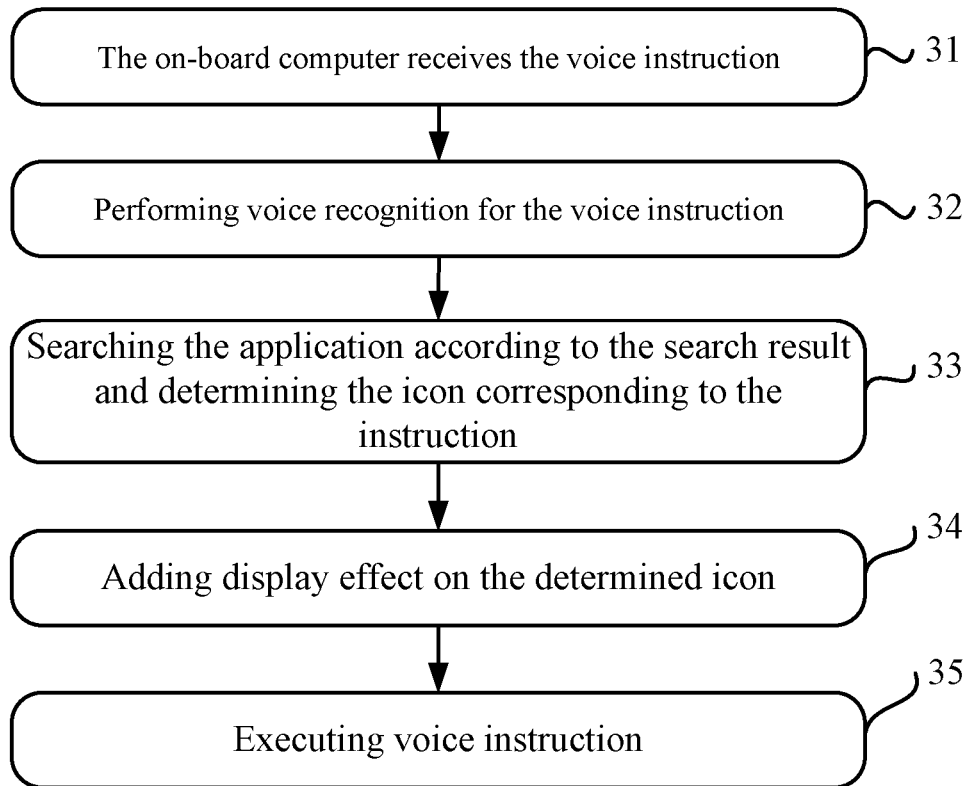 The on-board computer receives the voice instruction
31
Performing voice recognition for the voice instruction
32
Searching the application according to the search result
and determining the icon corresponding to the
instruction
33
Adding display effect on the determined icon
34
Executing voice instruction
35